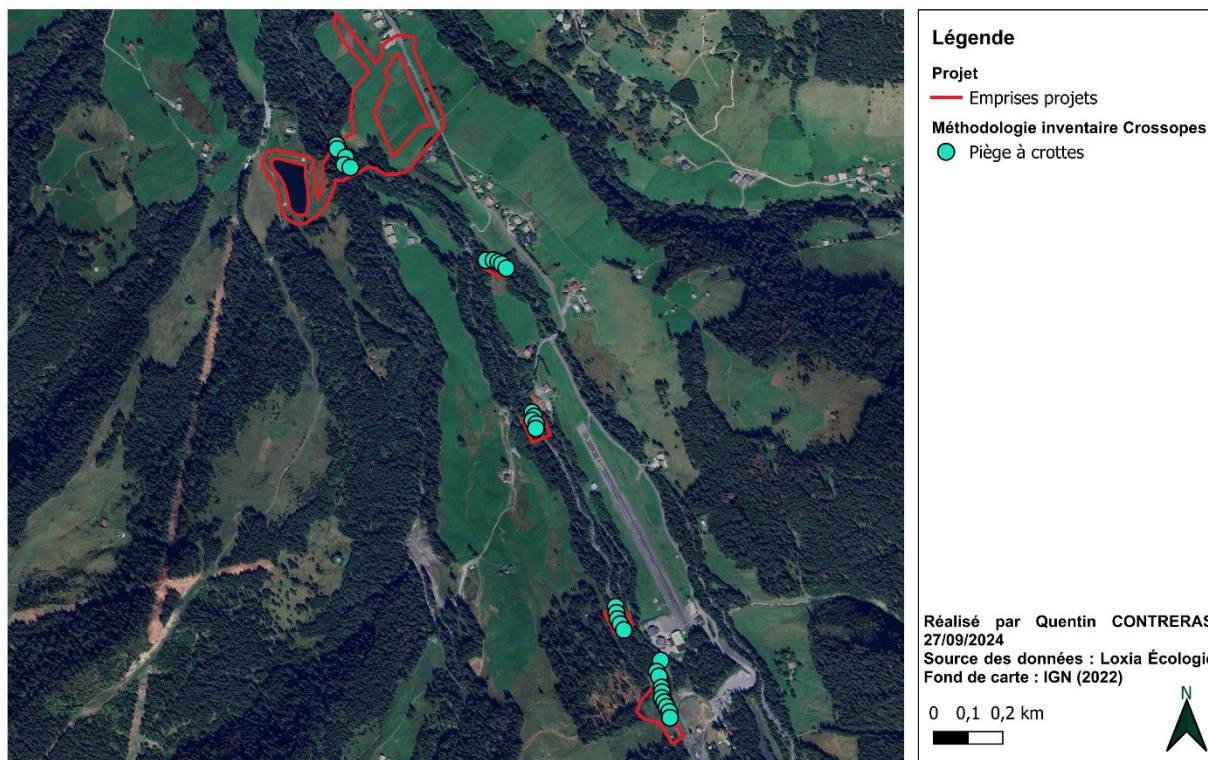 Légende
Projet
Emprises projets
Méthodologie inventaire Crossopes
Piège à crottes
Réalisé par Quentin CONTRERAS
27/09/2024
Source des données : Loxia Écologie
Fond de carte : IGN (2022)
N
0 0,1 0,2 km